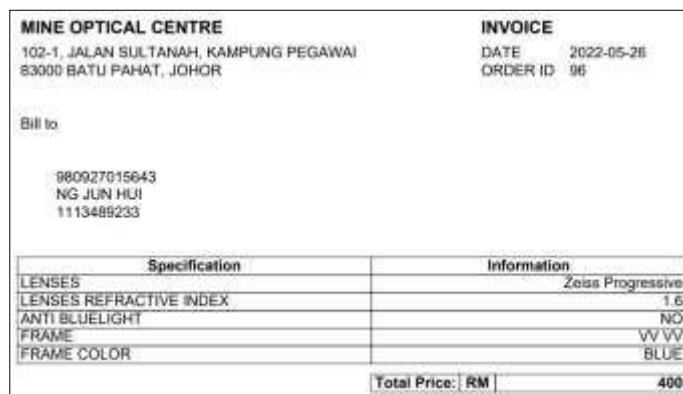 MINE OPTICAL CENTRE INVOICE
102-1, JALAN SULTANAH, KAMPUNG PEGAWAI DATE 2022-05-26
83000 BATU PAHAT, JOHOR ORDER ID 96
Bill to
980927015643
NG JUN HUI
1113489233
Specification Information
LENSES Zeiss Progressive
LENSES REFRACTIVE INDEX 1.6
ANTI BLUELIGHT NO
FRAME VV VV
FRAME COLOR BLUE
Total Price: RM 400